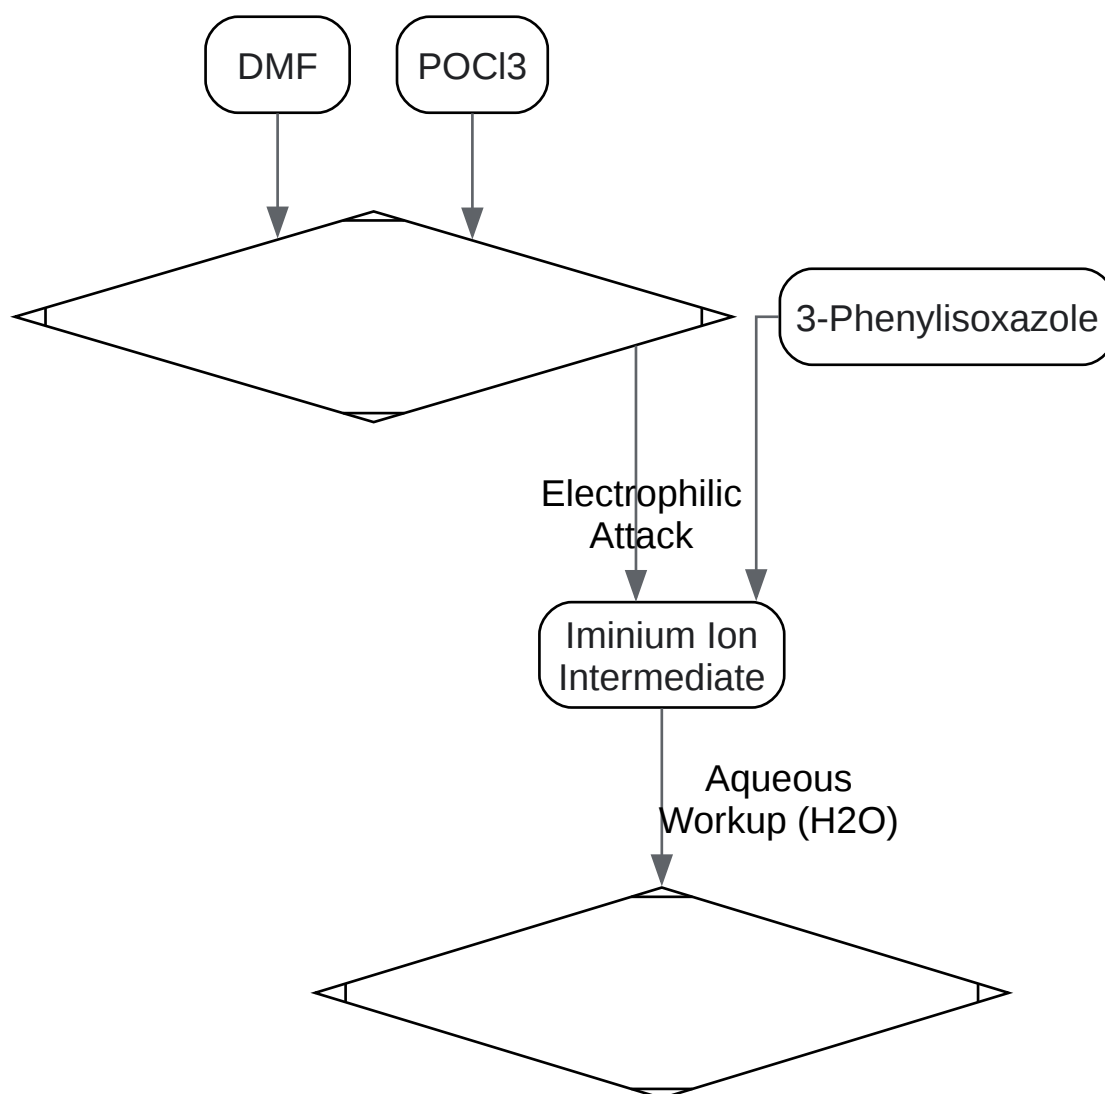 DMF
POCl3
3-Phenylisoxazole
Electrophilic
Attack
Iminium Ion
Intermediate
Aqueous
Workup (H2O)